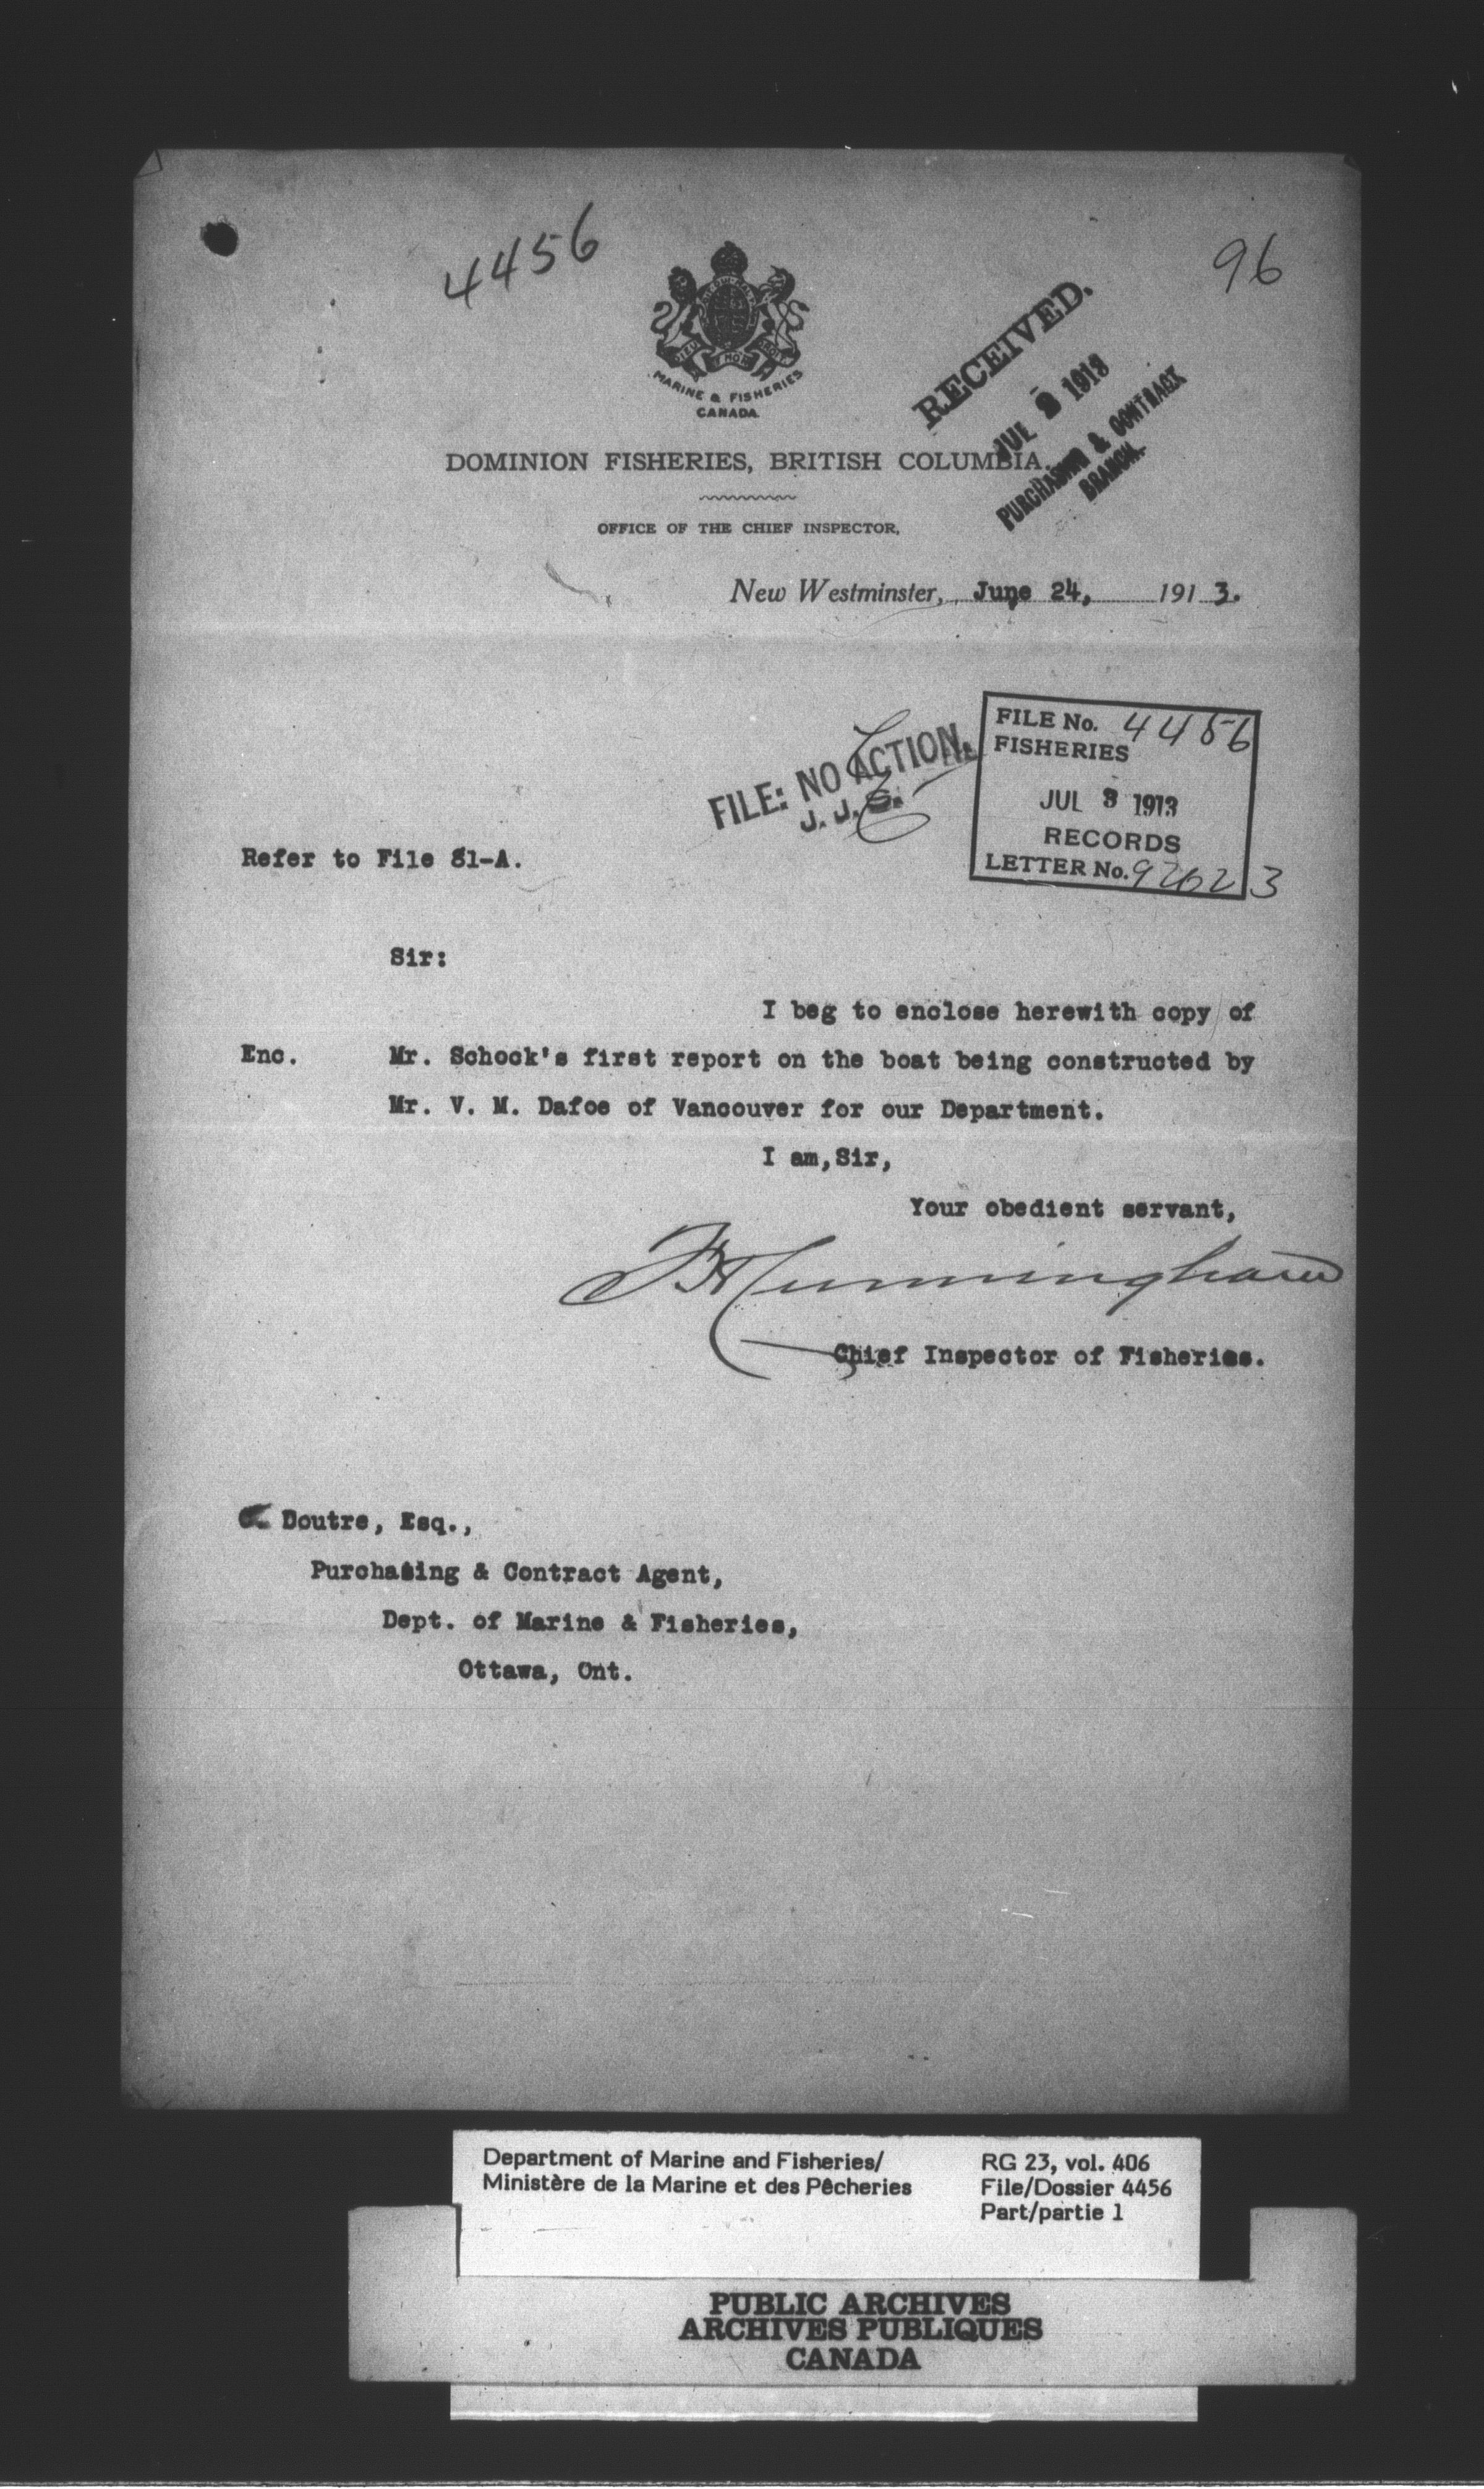 4456
96
DIEU ET MON DROIT
MARINE & FISHERIES
CANADA.
RECEIVED.
JUL 2 1913
PURCHASING & CONTRACT
BRANCH.
DOMINION FISHERIES, BRITISH COLUMBIA.
OFFICE OF THE CHIEF INSPECTOR,
New Westminster, June 24, 1913.
FILE No. 4456
FISHERIES
JUL 3 1913
RECORDS
LETTER No. 92623
FILE: NO ACTION.
J. J. S.
Refer to File 81-A.
Sir:
I beg to enclose herewith copy of
Enc. Mr. Schock's first report on the boat being constructed by
Mr. V. M. Dafoe of Vancouver for our Department.
I am,Sir,
Your obedient servant,
F H Cunningham
Chief Inspector of Fisheries.
Doutre, Esq.,
Purchasing & Contract Agent,
Dept. of Marine & Fisheries,
Ottawa, Ont.
Department of Marine and Fisheries/
Ministère de la Marine et des Pêcheries
RG 23, vol. 406
File/Dossier 4456
Part/partie 1
PUBLIC ARCHIVES
ARCHIVES PUBLIQUES
CANADA